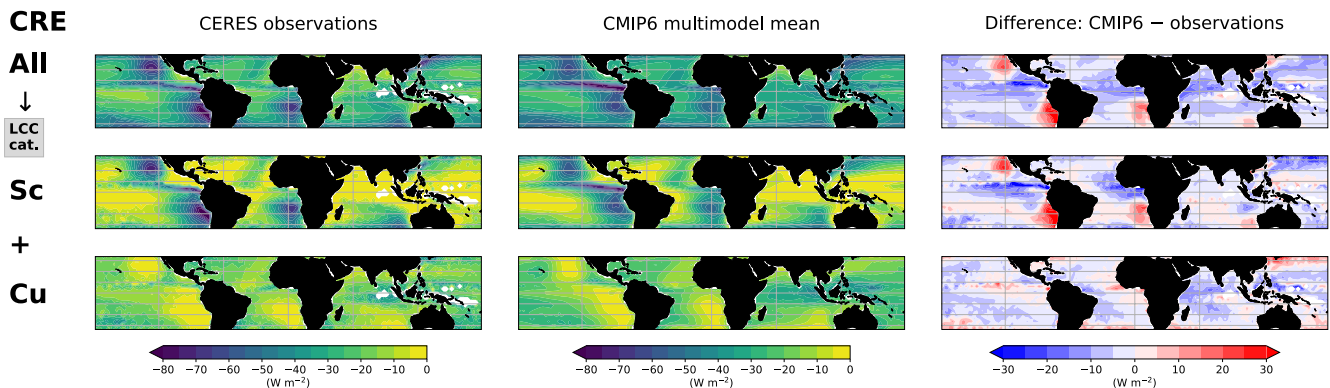 CRE
CERES observations
CMIP6 multimodel mean
Difference: CMIP6 − observations
All
↓
LCC
cat.
Sc
+
Cu
−80 −70 −60 −50 −40 −30 −20 −10 0
(W m⁻²)
−80 −70 −60 −50 −40 −30 −20 −10 0
(W m⁻²)
−30 −20 −10 0 10 20 30
(W m⁻²)